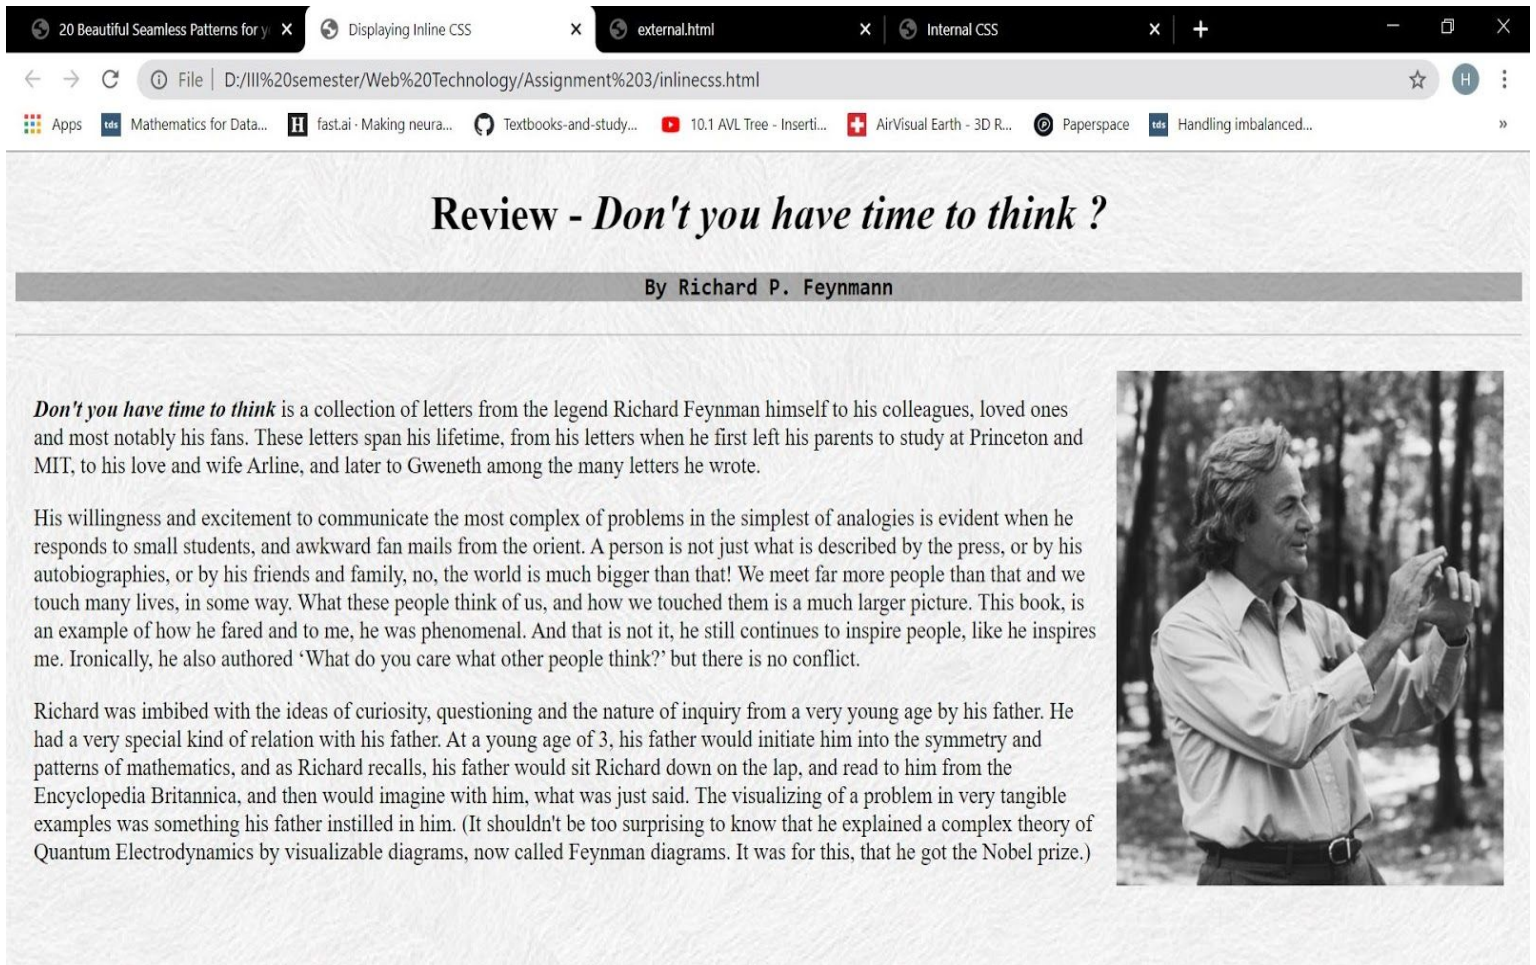 20 Beautiful Seamless Patterns for y
Displaying Inline CSS
external.html
Internal CSS
File | D:/III%20semester/Web%20Technology/Assignment%203/inlinecss.html
H
Apps
tds Mathematics for Data...
H fast.ai · Making neura...
Textbooks-and-study...
10.1 AVL Tree - Inserti...
AirVisual Earth - 3D R...
Paperspace
tds Handling imbalanced...
Review - Don't you have time to think ?
By Richard P. Feynmann
Don't you have time to think is a collection of letters from the legend Richard Feynman himself to his colleagues, loved ones
and most notably his fans. These letters span his lifetime, from his letters when he first left his parents to study at Princeton and
MIT, to his love and wife Arline, and later to Gweneth among the many letters he wrote.
His willingness and excitement to communicate the most complex of problems in the simplest of analogies is evident when he
responds to small students, and awkward fan mails from the orient. A person is not just what is described by the press, or by his
autobiographies, or by his friends and family, no, the world is much bigger than that! We meet far more people than that and we
touch many lives, in some way. What these people think of us, and how we touched them is a much larger picture. This book, is
an example of how he fared and to me, he was phenomenal. And that is not it, he still continues to inspire people, like he inspires
me. Ironically, he also authored ‘What do you care what other people think?’ but there is no conflict.
Richard was imbibed with the ideas of curiosity, questioning and the nature of inquiry from a very young age by his father. He
had a very special kind of relation with his father. At a young age of 3, his father would initiate him into the symmetry and
patterns of mathematics, and as Richard recalls, his father would sit Richard down on the lap, and read to him from the
Encyclopedia Britannica, and then would imagine with him, what was just said. The visualizing of a problem in very tangible
examples was something his father instilled in him. (It shouldn't be too surprising to know that he explained a complex theory of
Quantum Electrodynamics by visualizable diagrams, now called Feynman diagrams. It was for this, that he got the Nobel prize.)